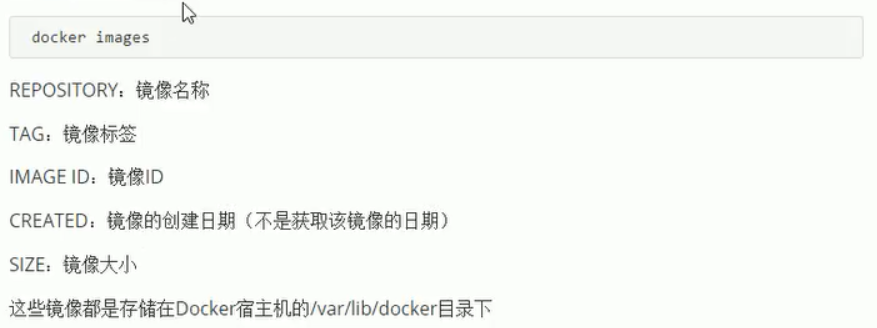 docker images
REPOSITORY：镜像名称
TAG：镜像标签
IMAGE ID：镜像ID
CREATED：镜像的创建日期（不是获取该镜像的日期）
SIZE：镜像大小
这些镜像都是存储在Docker宿主机的/var/lib/docker目录下